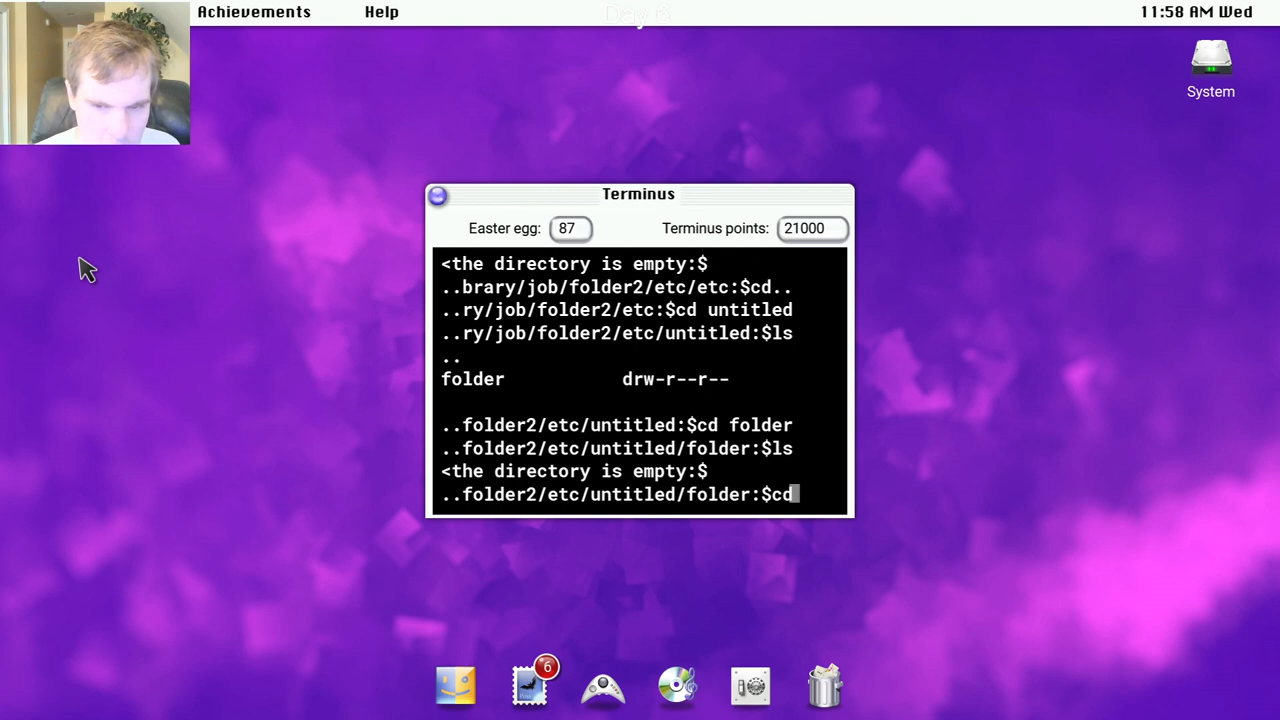 Achievements Help Day 6 11:58 AM Wed
System
Terminus
Easter egg: 87 Terminus points: 21000
<the directory is empty:$
..brary/job/folder2/etc/etc:$cd..
..ry/job/folder2/etc:$cd untitled
..ry/job/folder2/etc/untitled:$ls
..
folder drw-r--r--
..folder2/etc/untitled:$cd folder
..folder2/etc/untitled/folder:$ls
<the directory is empty:$
..folder2/etc/untitled/folder:$cd
6